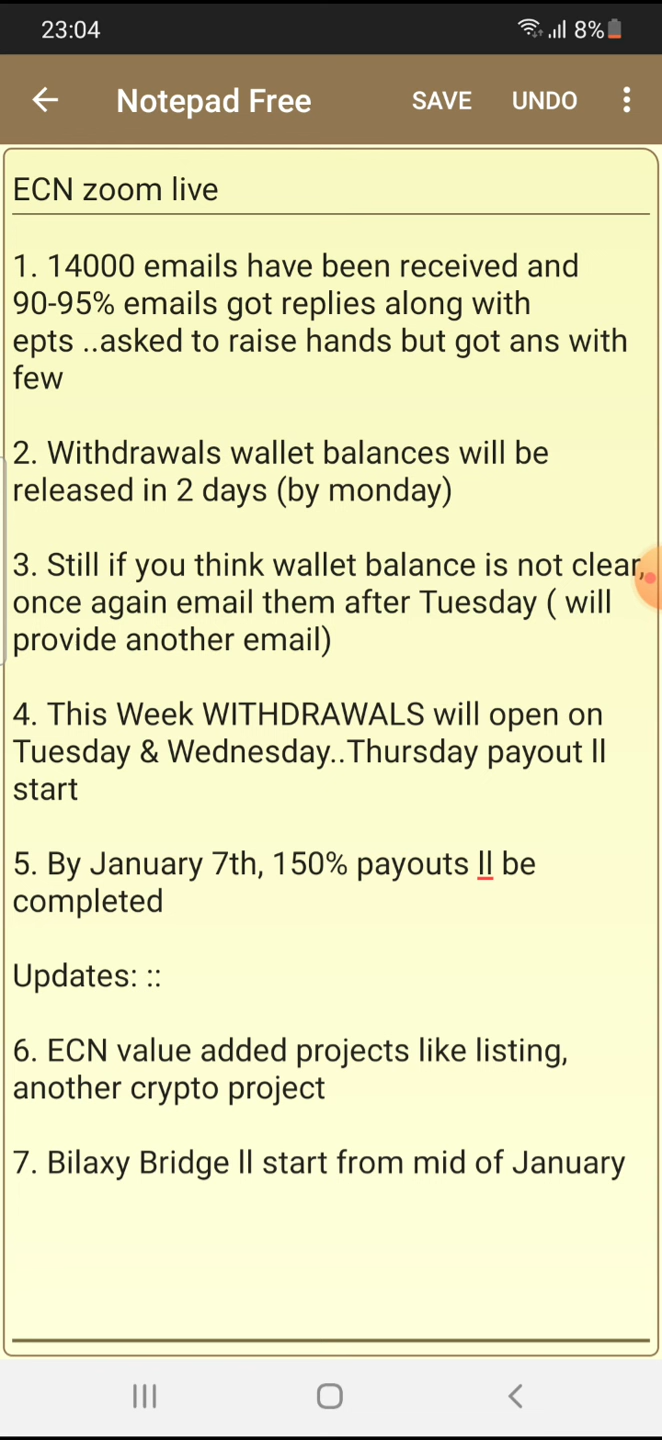 23:04
8%
Notepad Free
SAVE
UNDO
ECN zoom live
1. 14000 emails have been received and
90-95% emails got replies along with
epts ..asked to raise hands but got ans with
few
2. Withdrawals wallet balances will be
released in 2 days (by monday)
3. Still if you think wallet balance is not clear,
once again email them after Tuesday ( will
provide another email)
4. This Week WITHDRAWALS will open on
Tuesday & Wednesday..Thursday payout ll
start
5. By January 7th, 150% payouts ll be
completed
Updates: ::
6. ECN value added projects like listing,
another crypto project
7. Bilaxy Bridge ll start from mid of January